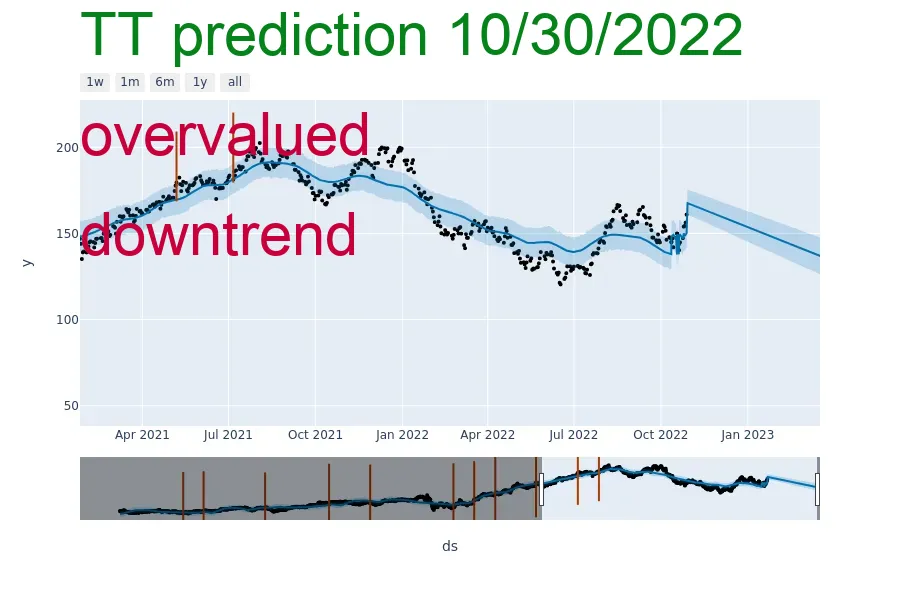 TT prediction 10/30/2022
1w 1m 6m 1y all
overvalued
200
downtrend
150
y
100
50
Apr 2021 Jul 2021 Oct 2021 Jan 2022 Apr 2022 Jul 2022 Oct 2022 Jan 2023
ds